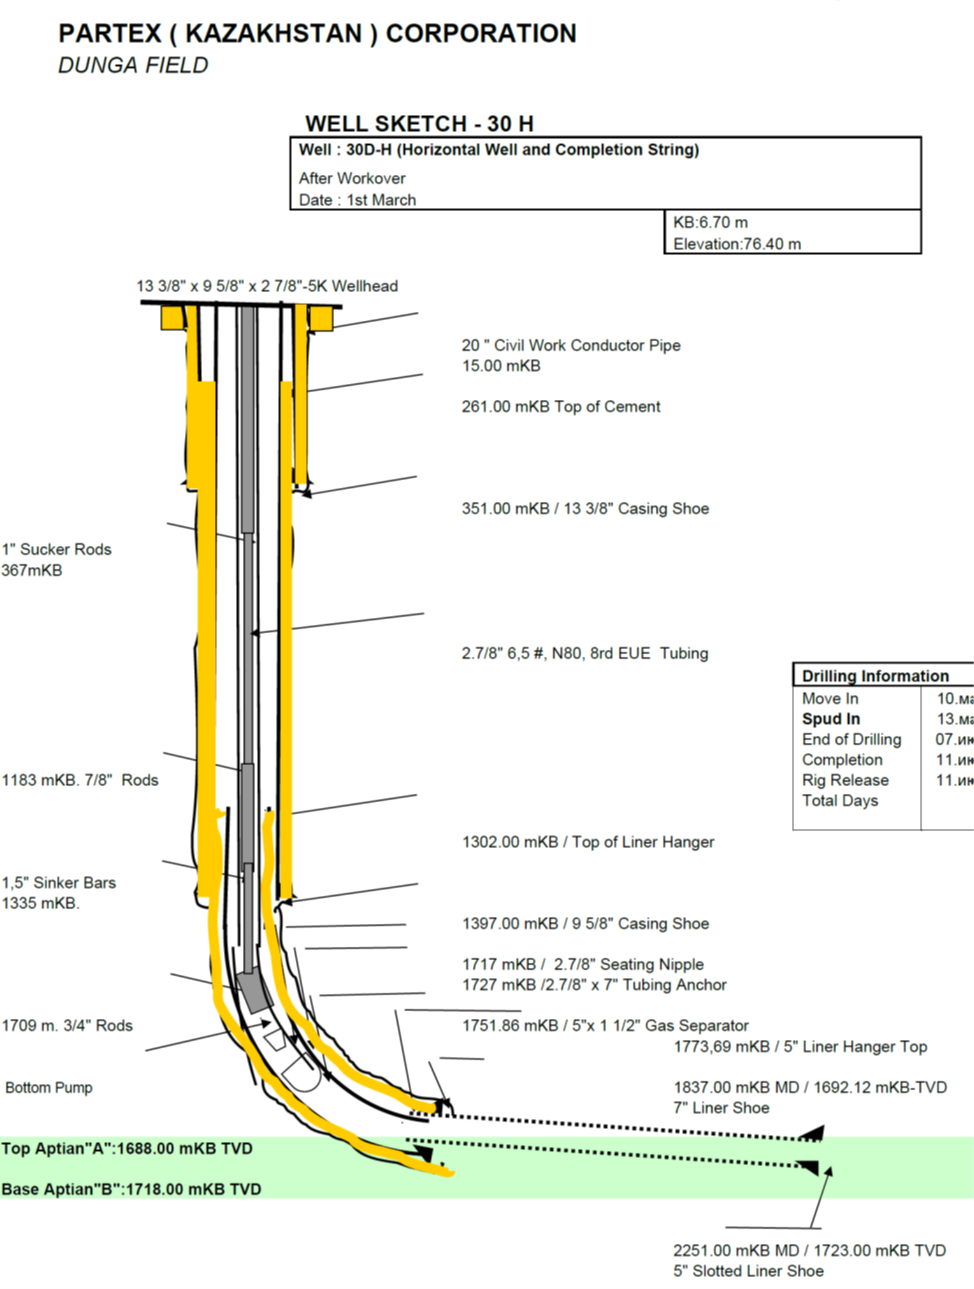 PARTEX ( KAZAKHSTAN ) CORPORATION
DUNGA FIELD
WELL SKETCH - 30 H
Well : 30D-H (Horizontal Well and Completion String)
After Workover
Date : 1st March
KB:6.70 m
Elevation:76.40 m
13 3/8" x 9 5/8" x 2 7/8"-5K Wellhead
20 " Civil Work Conductor Pipe
15.00 mKB
261.00 mKB Top of Cement
351.00 mKB / 13 3/8" Casing Shoe
1" Sucker Rods
367mKB
2.7/8" 6,5 #, N80, 8rd EUE Tubing
Drilling Information
Move In 10.
Spud In 13.
End of Drilling 07.
Completion 11.
Rig Release 11.
Total Days
1183 mKB. 7/8" Rods
1302.00 mKB / Top of Liner Hanger
1,5" Sinker Bars
1335 mKB.
1397.00 mKB / 9 5/8" Casing Shoe
1717 mKB / 2.7/8" Seating Nipple
1727 mKB /2.7/8" x 7" Tubing Anchor
1709 m. 3/4" Rods
1751.86 mKB / 5"x 1 1/2" Gas Separator
1773,69 mKB / 5" Liner Hanger Top
Bottom Pump
1837.00 mKB MD / 1692.12 mKB-TVD
7" Liner Shoe
Top Aptian"A":1688.00 mKB TVD
Base Aptian"B":1718.00 mKB TVD
2251.00 mKB MD / 1723.00 mKB TVD
5" Slotted Liner Shoe